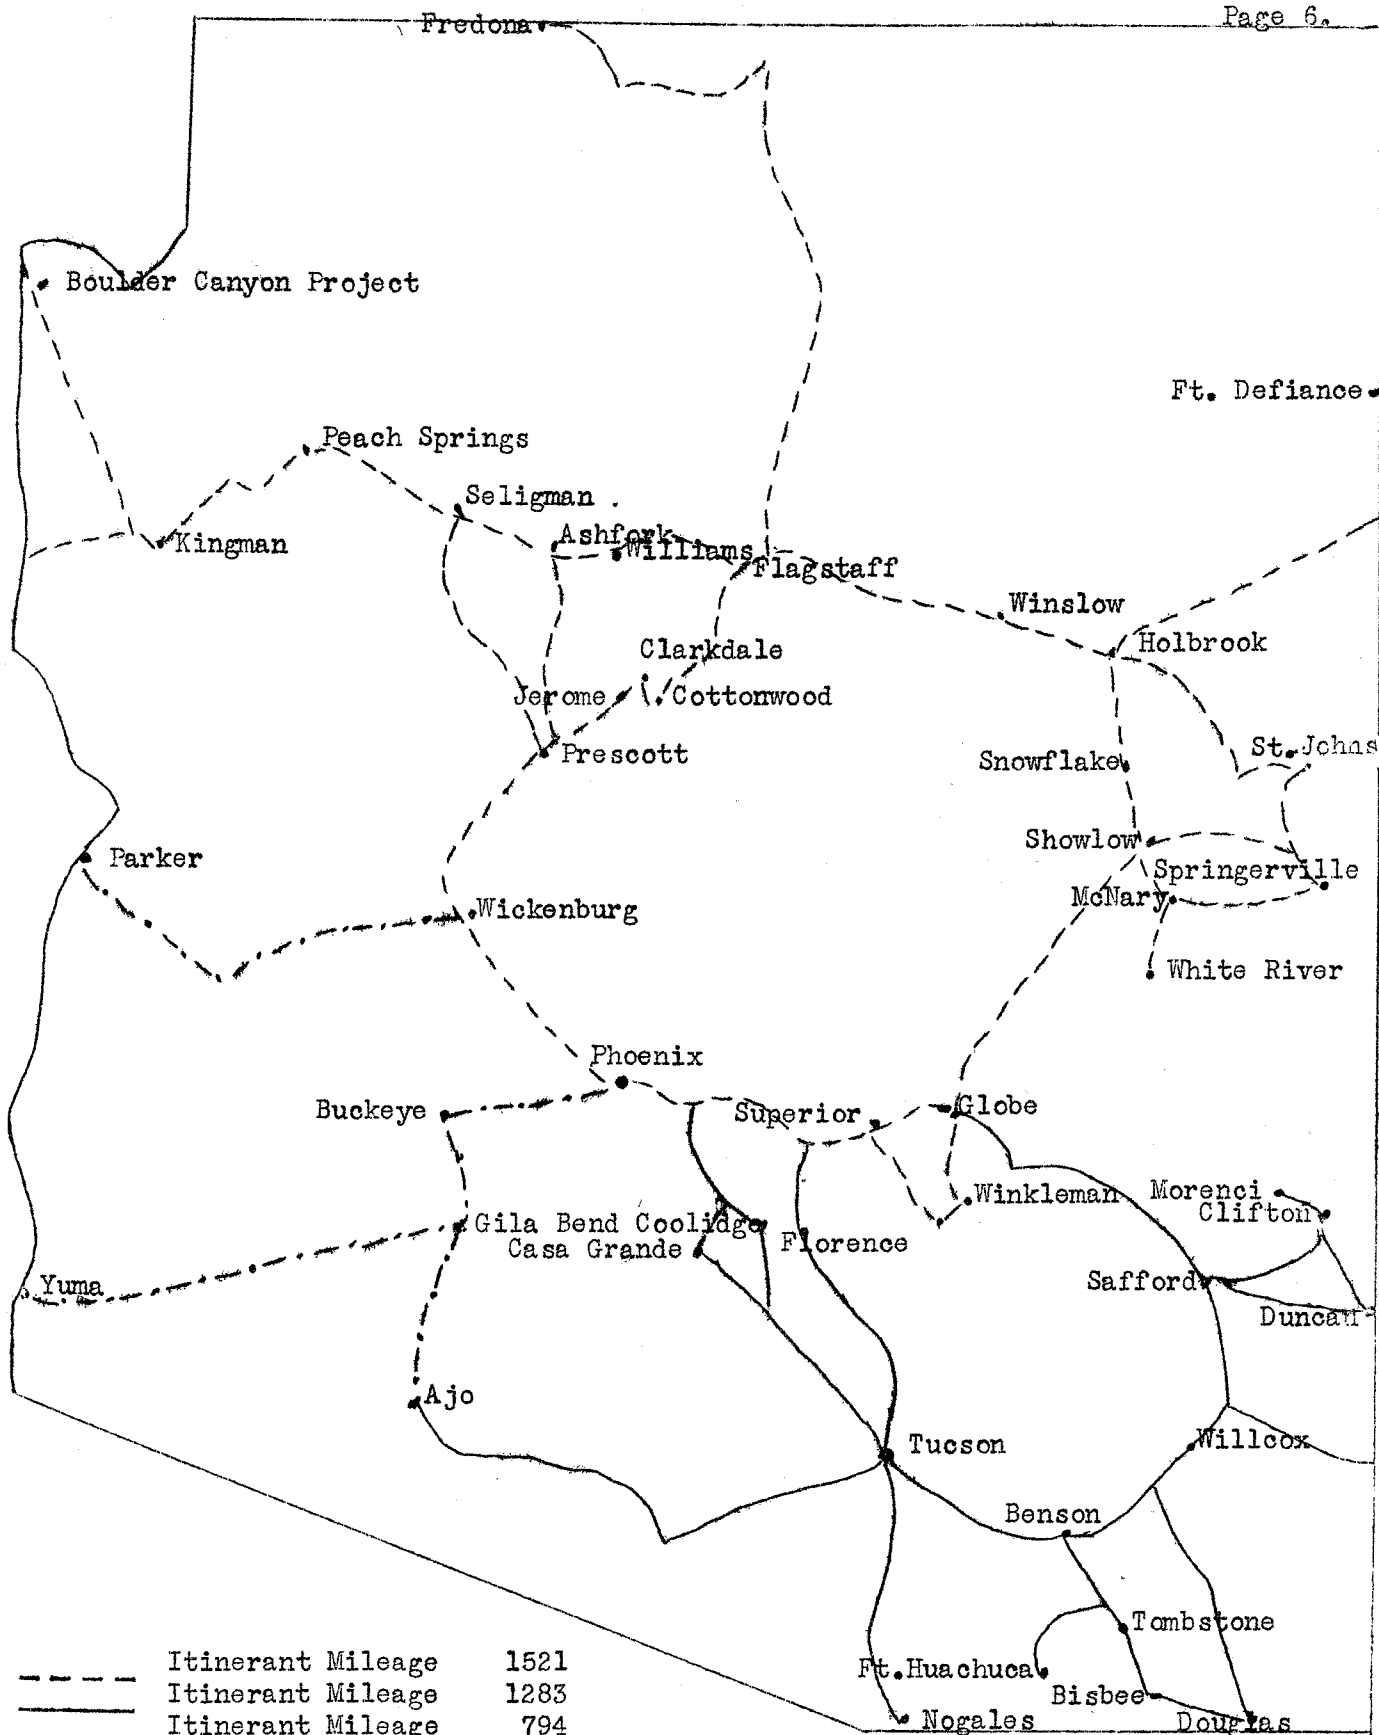 Page 6.
Fredona
Boulder Canyon Project
Ft. Defiance
Peach Springs
Seligman
Ashfork
Williams
Kingman
Flagstaff
Winslow
Holbrook
Clarkdale
Jerome
Cottonwood
Prescott
St. Johns
Snowflake
Showlow
Springerville
McNary
Parker
Wickenburg
White River
Phoenix
Buckeye
Superior
Globe
Winkleman
Morenci
Clifton
Gila Bend
Coolidge
Casa Grande
Florence
Safford
Yuma
Duncan
Ajo
Tucson
Willcox
Benson
Tombstone
Ft. Huachuca
Bisbee
Nogales
Douglas
Itinerant Mileage 1521
Itinerant Mileage 1283
Itinerant Mileage 794